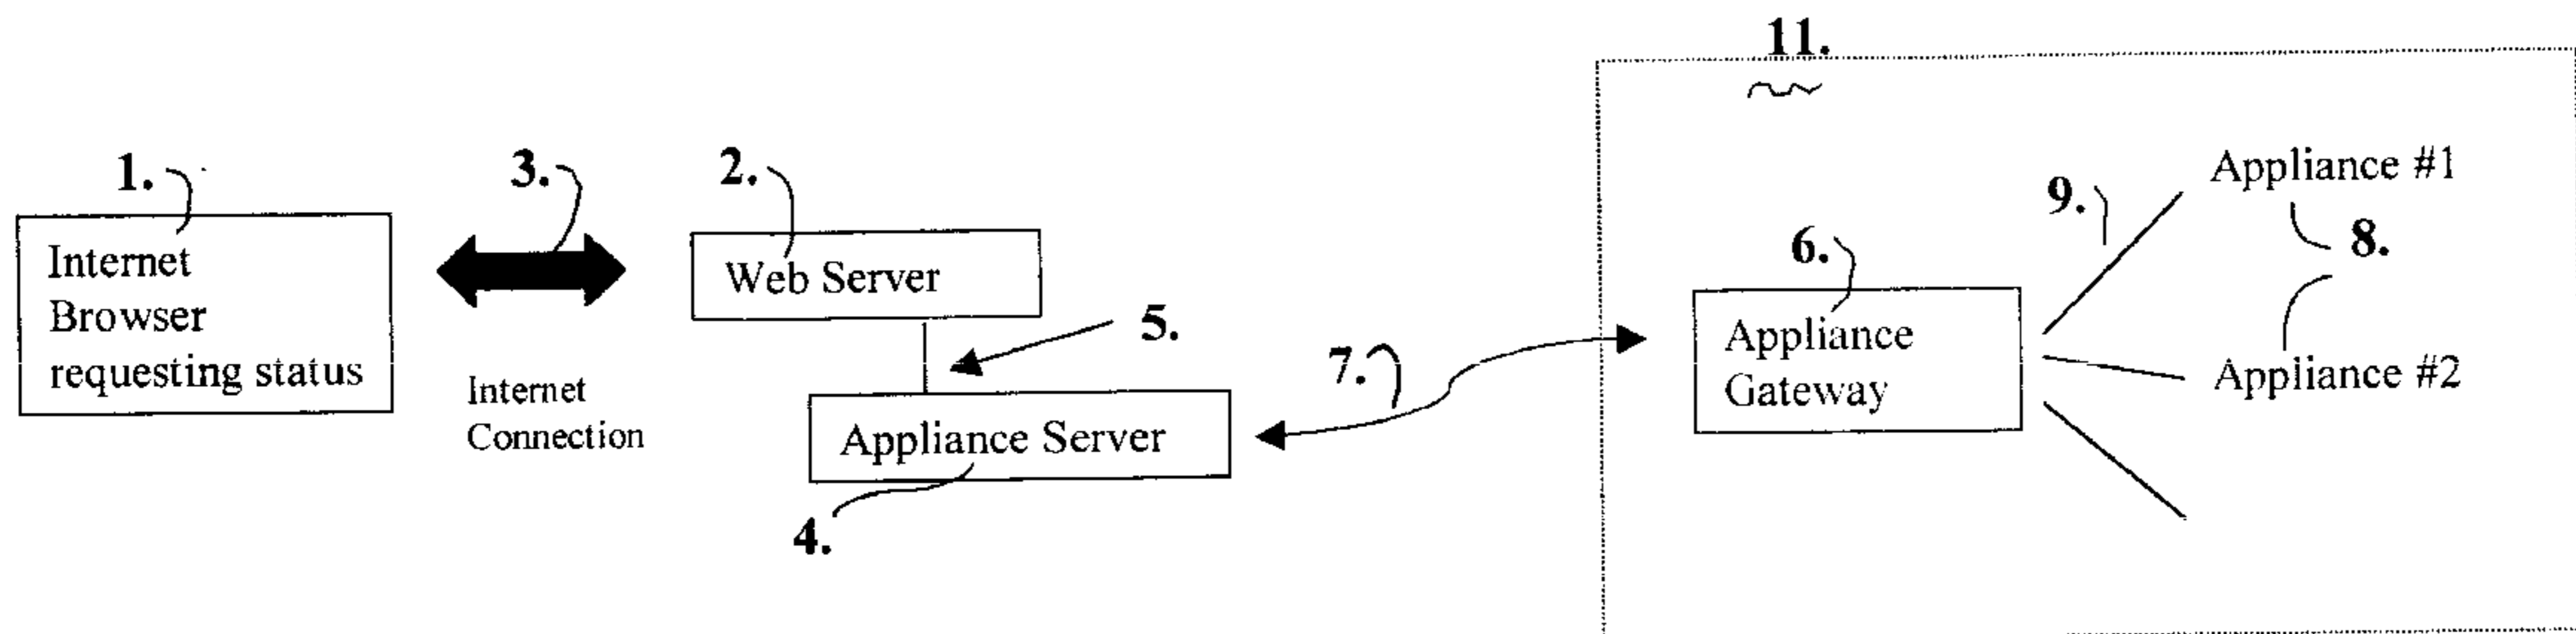 11.
1.
3.
2.
Appliance #1
9.
8.
6.
Internet
Browser
requesting status
Web Server
5.
Appliance
Gateway
7.
Appliance #2
Internet
Connection
Appliance Server
4.